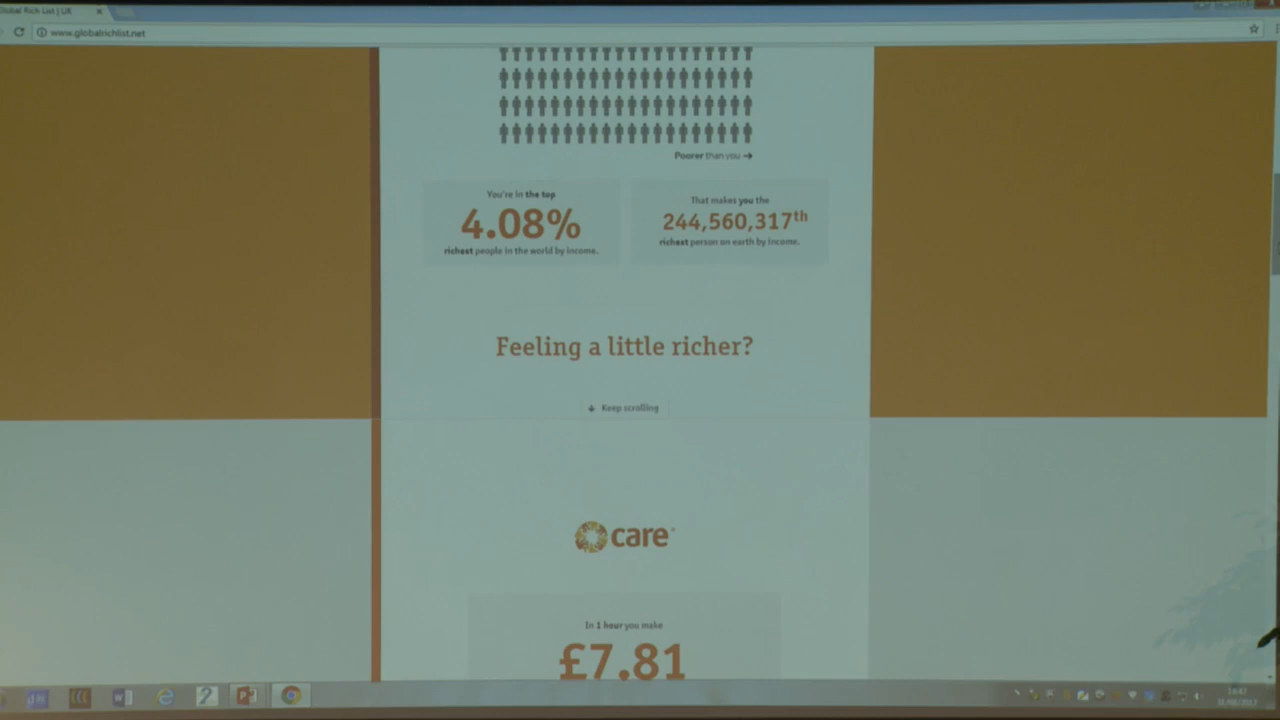 Global Rich List | UK
www.globalrichlist.net
Poorer than you →
You're in the top
4.08%
richest people in the world by income.
That makes you the
244,560,317th
richest person on earth by income.
Feeling a little richer?
Keep scrolling
care
In 1 hour you make
£7.81